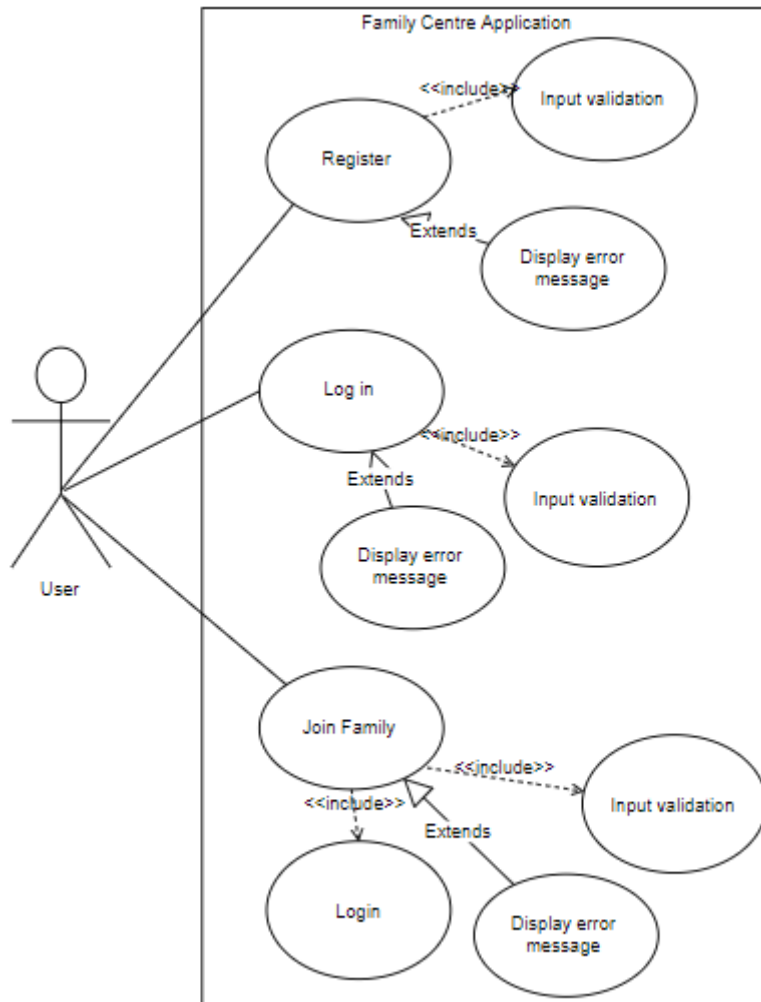 Family Centre Application
<<include>>
Input validation
Register
Extends
Display error
message
Log in
<<include>>
Extends
Input validation
Display error
message
User
Join Family
<<include>>
<<include>>
Input validation
Extends
Login
Display error
message